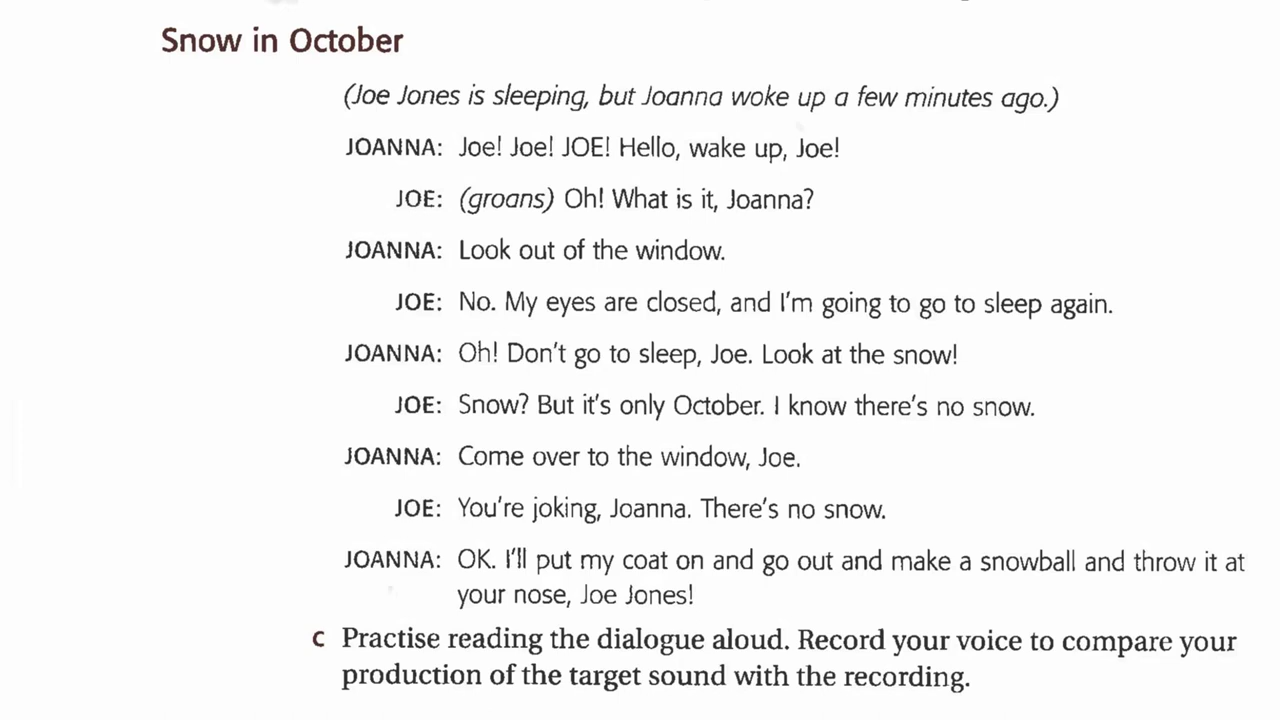 Snow in October
(Joe Jones is sleeping, but Joanna woke up a few minutes ago.)
JOANNA: Joe! Joe! JOE! Hello, wake up, Joe!
JOE: (groans) Oh! What is it, Joanna?
JOANNA: Look out of the window.
JOE: No. My eyes are closed, and I'm going to go to sleep again.
JOANNA: Oh! Don't go to sleep, Joe. Look at the snow!
JOE: Snow? But it's only October. I know there's no snow.
JOANNA: Come over to the window, Joe.
JOE: You're joking, Joanna. There's no snow.
JOANNA: OK. I'll put my coat on and go out and make a snowball and throw it at
your nose, Joe Jones!
c Practise reading the dialogue aloud. Record your voice to compare your
production of the target sound with the recording.